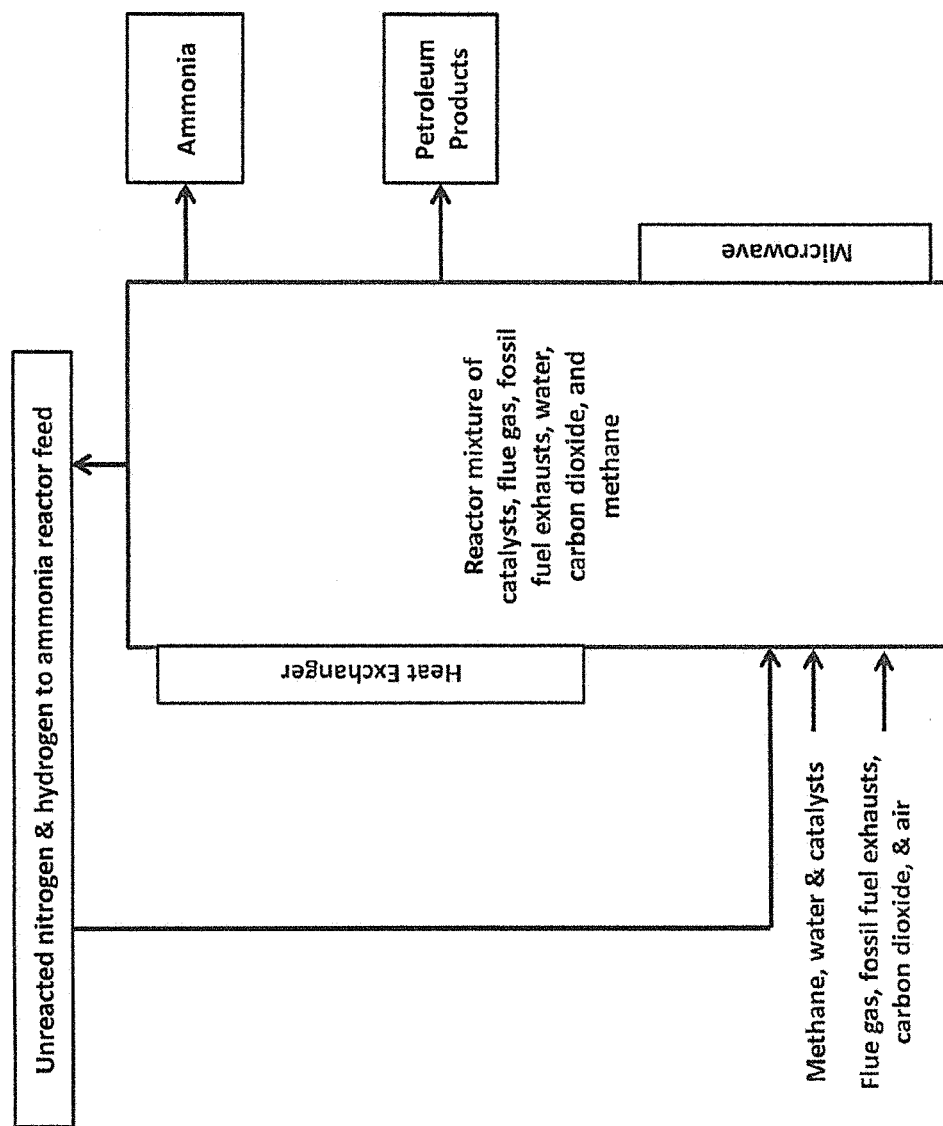 Unreacted nitrogen & hydrogen to ammonia reactor feed
Ammonia
Petroleum
Products
Microwave
Heat Exchanger
Reactor mixture of
catalysts, flue gas, fossil
fuel exhausts, water,
carbon dioxide, and
methane
Methane, water & catalysts
Flue gas, fossil fuel exhausts,
carbon dioxide, & air